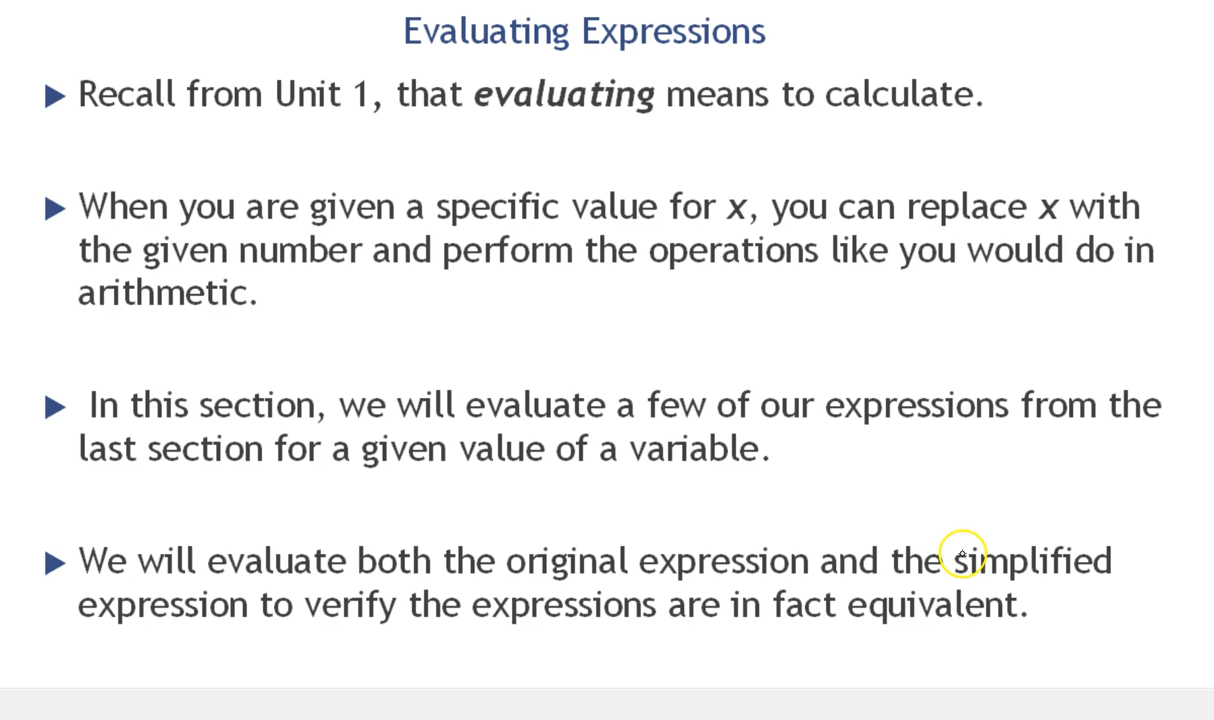 Evaluating Expressions
Recall from Unit 1, that evaluating means to calculate.
When you are given a specific value for x, you can replace x with
the given number and perform the operations like you would do in
arithmetic.
In this section, we will evaluate a few of our expressions from the
last section for a given value of a variable.
We will evaluate both the original expression and the simplified
expression to verify the expressions are in fact equivalent.